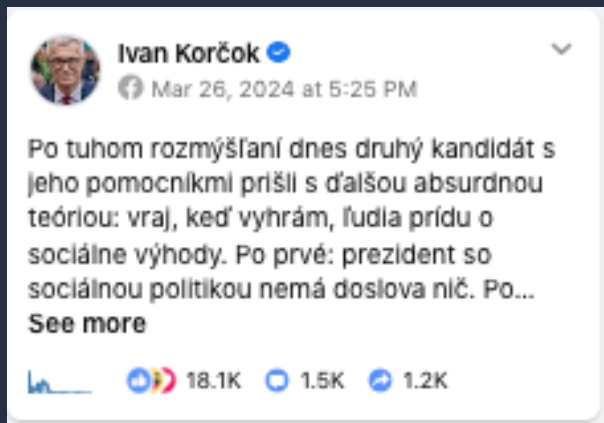 Ivan Korčok
Mar 26, 2024 at 5:25 PM
Po tuhom rozmýšľaní dnes druhý kandidát s
jeho pomocníkmi prišli s ďalšou absurdnou
teóriou: vraj, keď vyhrám, ľudia prídu o
sociálne výhody. Po prvé: prezident so
sociálnou politikou nemá doslova nič. Po...
See more
18.1K 1.5K 1.2K